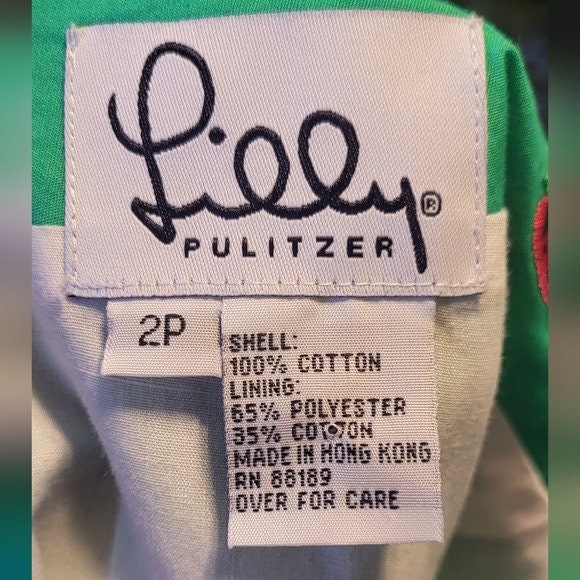 Lilly®
PULITZER
2P
SHELL:
100% COTTON
LINING:
65% POLYESTER
35% COTTON
MADE IN HONG KONG
RN 88189
OVER FOR CARE